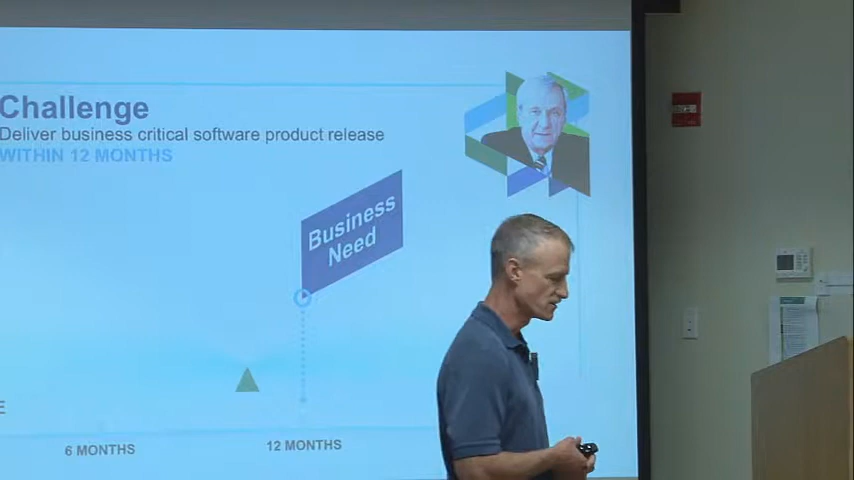 Challenge
Deliver business critical software product release
WITHIN 12 MONTHS
Business
Need
E
6 MONTHS
12 MONTHS